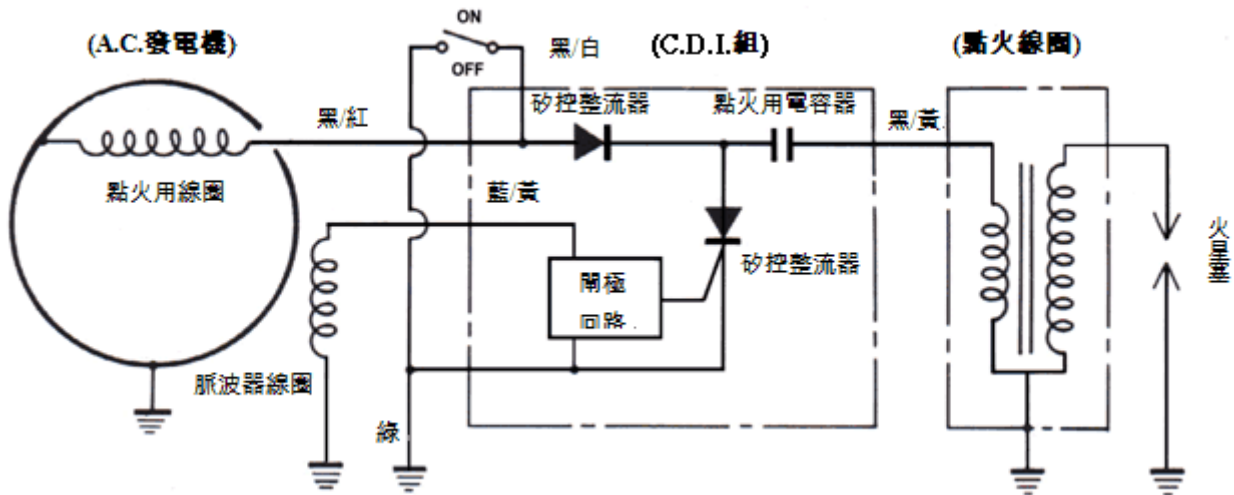 ON
(A.C.發電機)
黑/白
(C.D.I.組)
(點火線圈)
OFF
矽控整流器
點火用電容器
黑/紅
黑/黃
點火用線圈
藍/黃
火星塞
矽控整流器
閘極
回路
脈波器線圈
綠